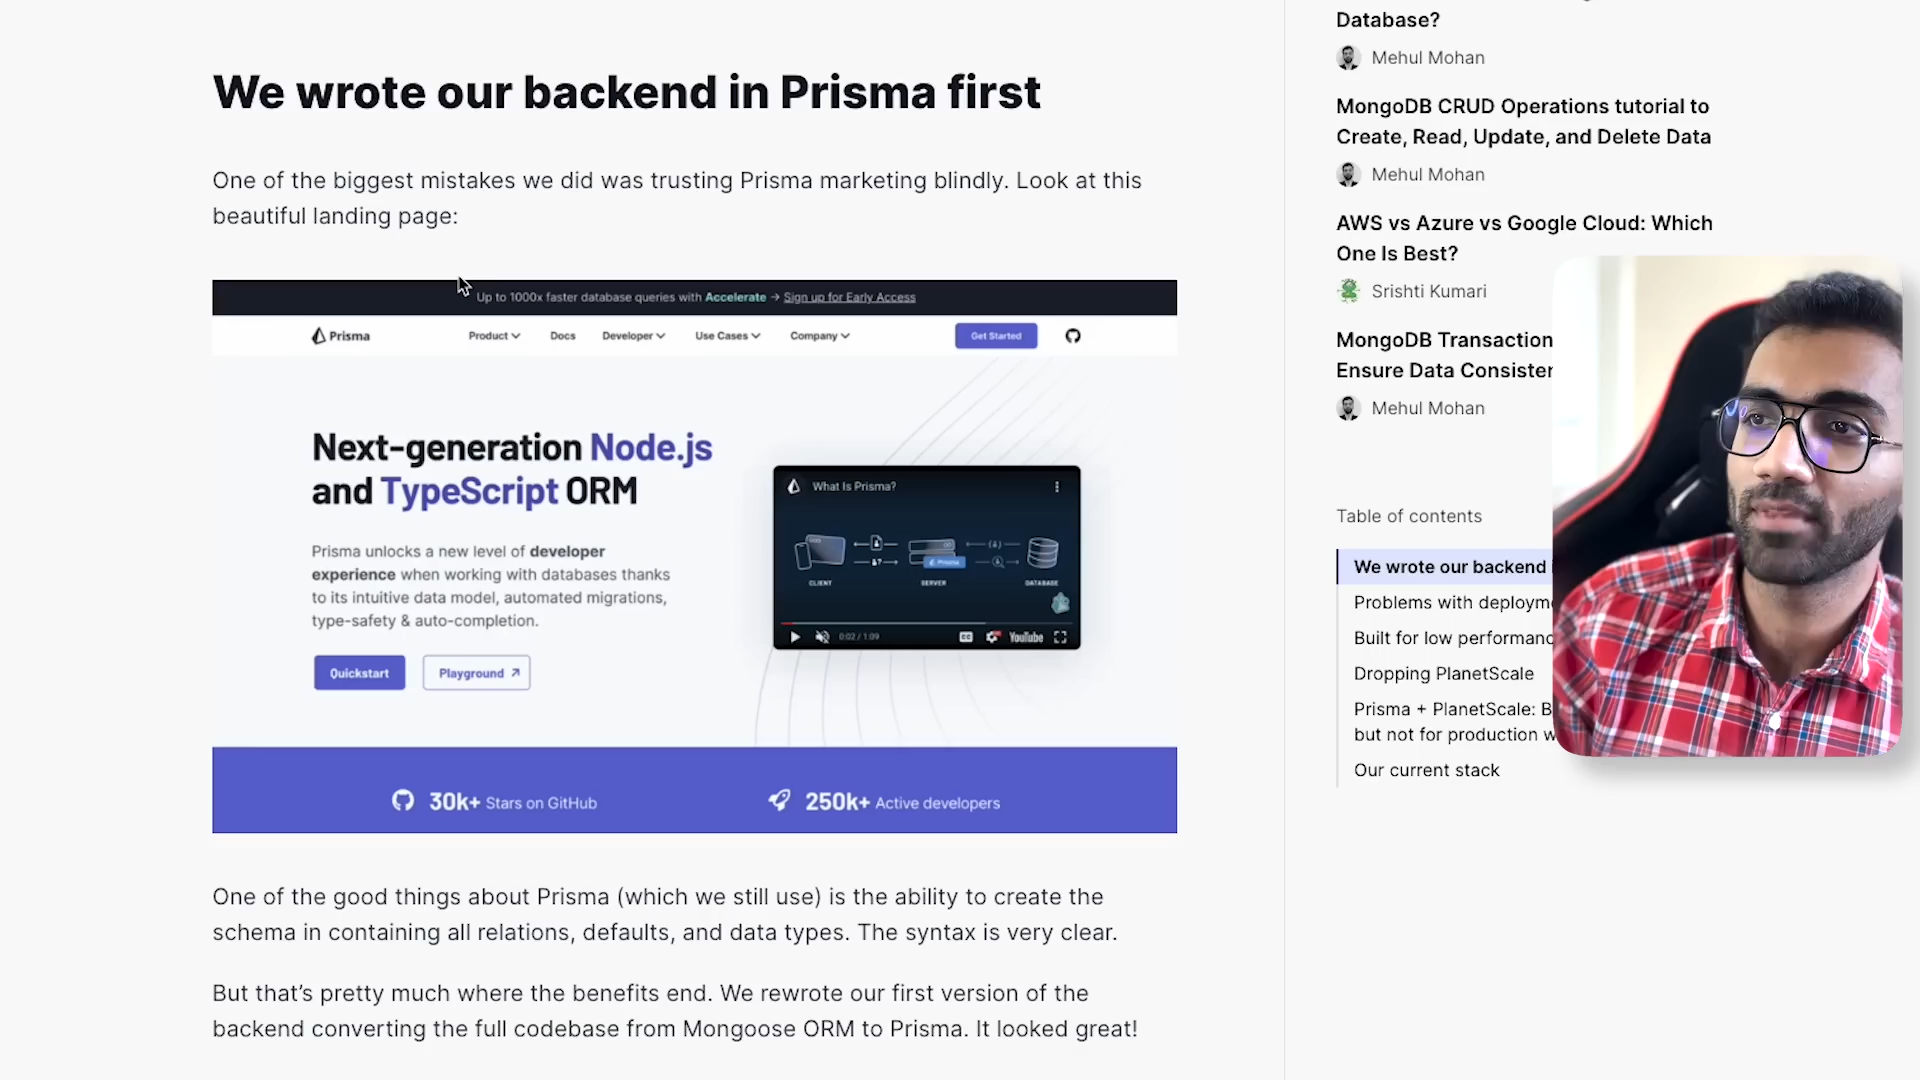 We wrote our backend in Prisma first
One of the biggest mistakes we did was trusting Prisma marketing blindly. Look at this
beautiful landing page:
Up to 1000x faster database queries with Accelerate → Sign up for Early Access
Prisma
Product
Docs
Developer
Use Cases
Company
Get Started
Next-generation Node.js
and TypeScript ORM
Prisma unlocks a new level of developer
experience when working with databases thanks
to its intuitive data model, automated migrations,
type-safety & auto-completion.
Quickstart
Playground ↗
What Is Prisma?
Prisma
CLIENT
SERVER
DATABASE
0:02 / 1:09
CC
YouTube
30k+ Stars on GitHub
250k+ Active developers
One of the good things about Prisma (which we still use) is the ability to create the
schema in containing all relations, defaults, and data types. The syntax is very clear.
But that’s pretty much where the benefits end. We rewrote our first version of the
backend converting the full codebase from Mongoose ORM to Prisma. It looked great!
Database?
Mehul Mohan
MongoDB CRUD Operations tutorial to
Create, Read, Update, and Delete Data
Mehul Mohan
AWS vs Azure vs Google Cloud: Which
One Is Best?
Srishti Kumari
MongoDB Transaction
Ensure Data Consister
Mehul Mohan
Table of contents
We wrote our backend
Problems with deploym
Built for low performanc
Dropping PlanetScale
Prisma + PlanetScale: B
but not for production w
Our current stack